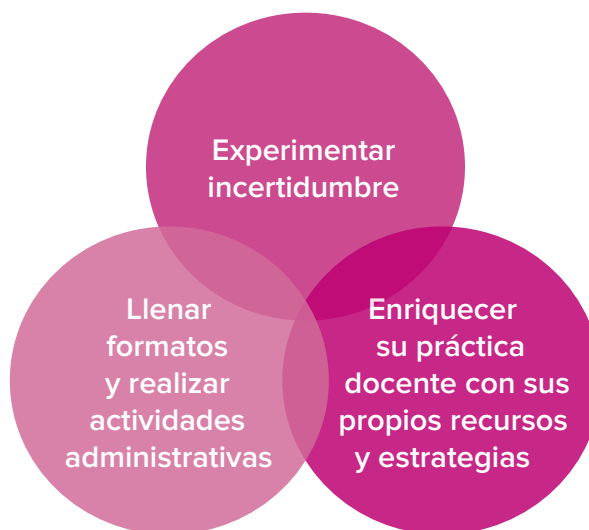 Experimentar
incertidumbre
Llenar
formatos
y realizar
actividades
administrativas
Enriquecer
su práctica
docente con sus
propios recursos
y estrategias